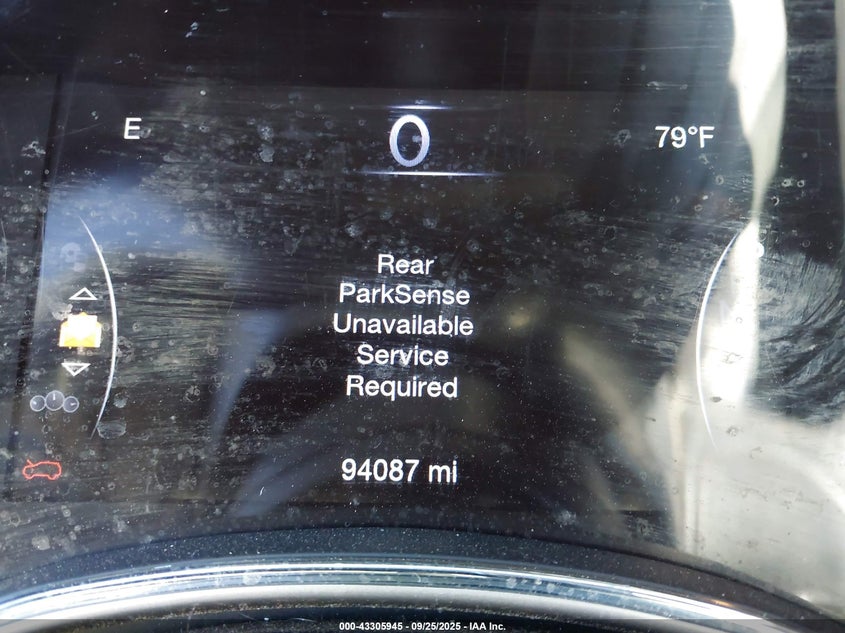 E 0 79°F
Rear
ParkSense
Unavailable
Service
Required
94087 mi
000-43305945 - 09/25/2025 - IAA Inc.